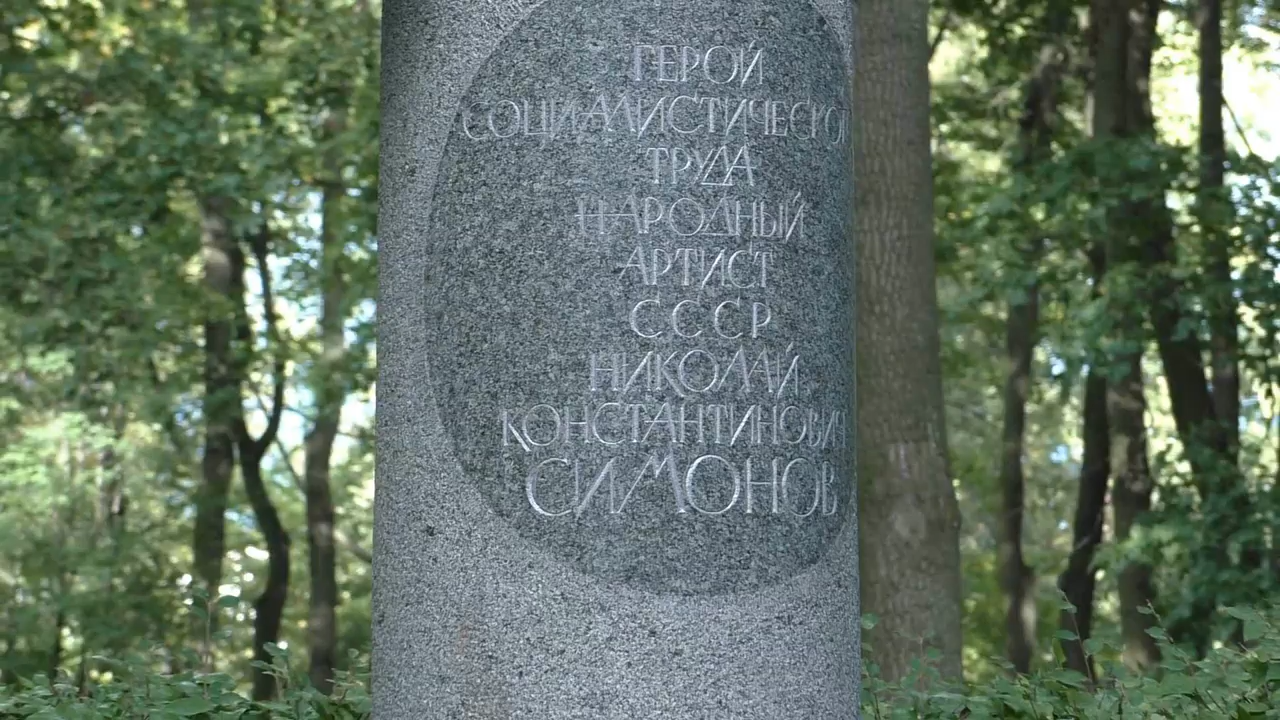 ГЕРОЙ
СОЦИАЛИСТИЧЕСКОГО
ТРУДА
НАРОДНЫЙ
АРТИСТ
СССР
НИКОЛАЙ
КОНСТАНТИНОВИЧ
СИМОНОВ